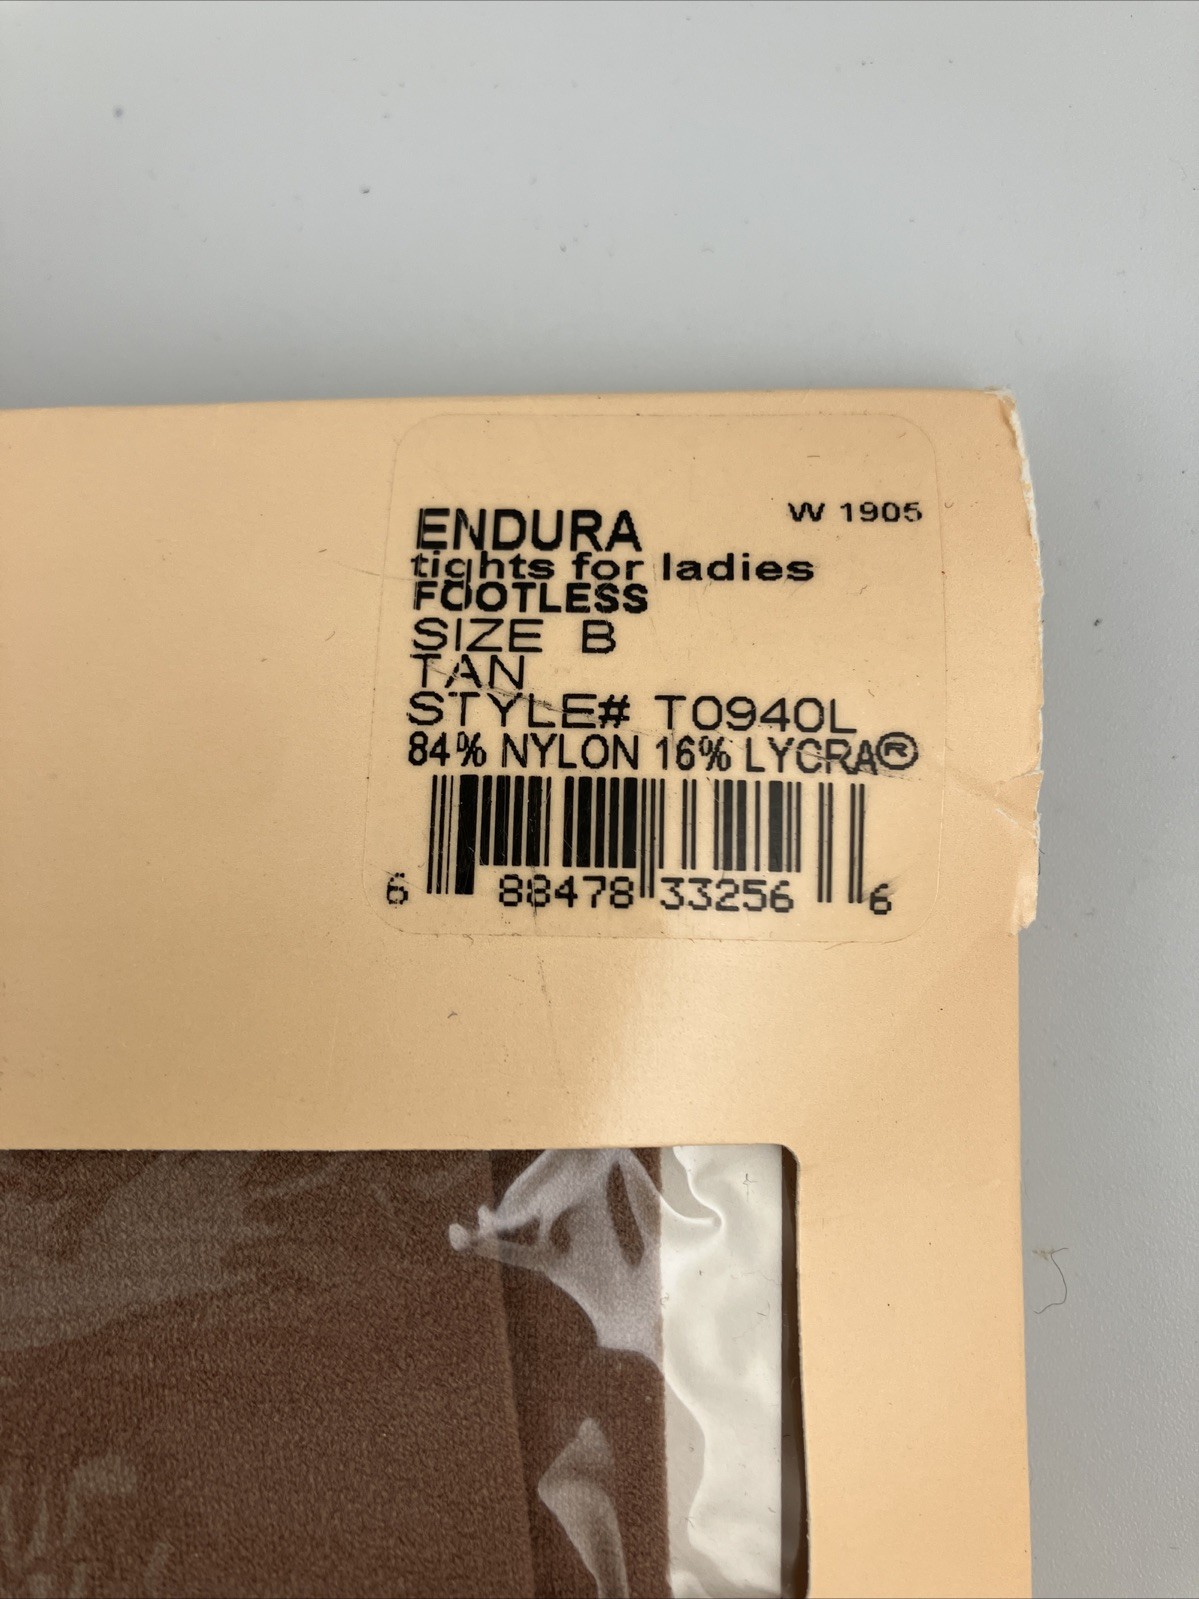 ENDURA W 1905
tights for ladies
FOOTLESS
SIZE B
TAN
STYLE# T0940L
84% NYLON 16% LYCRA®
6 88478 33256 6